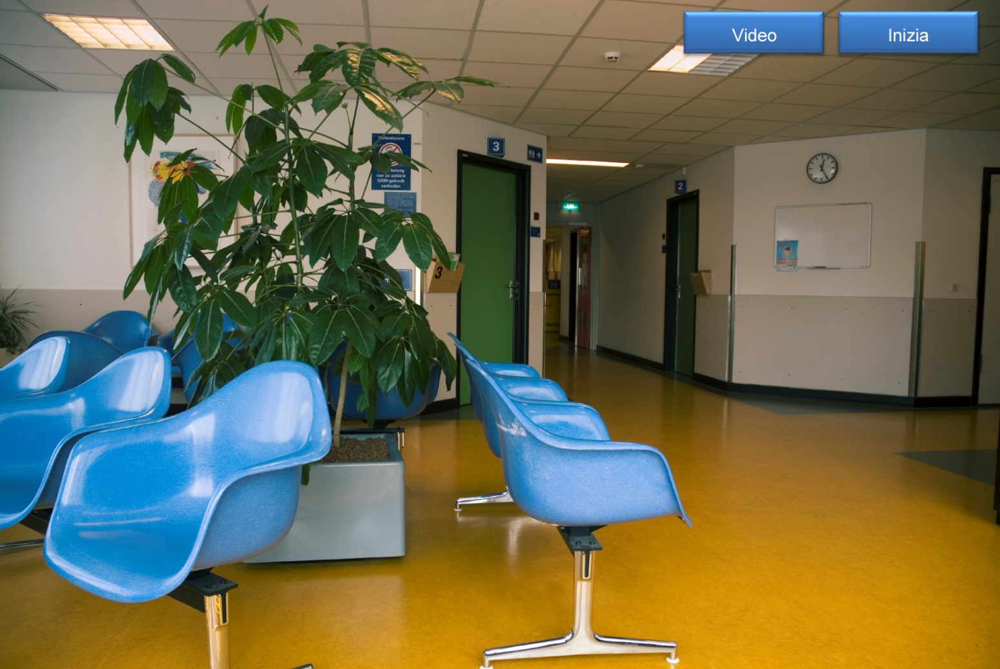 Video
Inizia
Verbodszone
belang
van de patiënt
GSM-gebruik
verboden
3
2
3